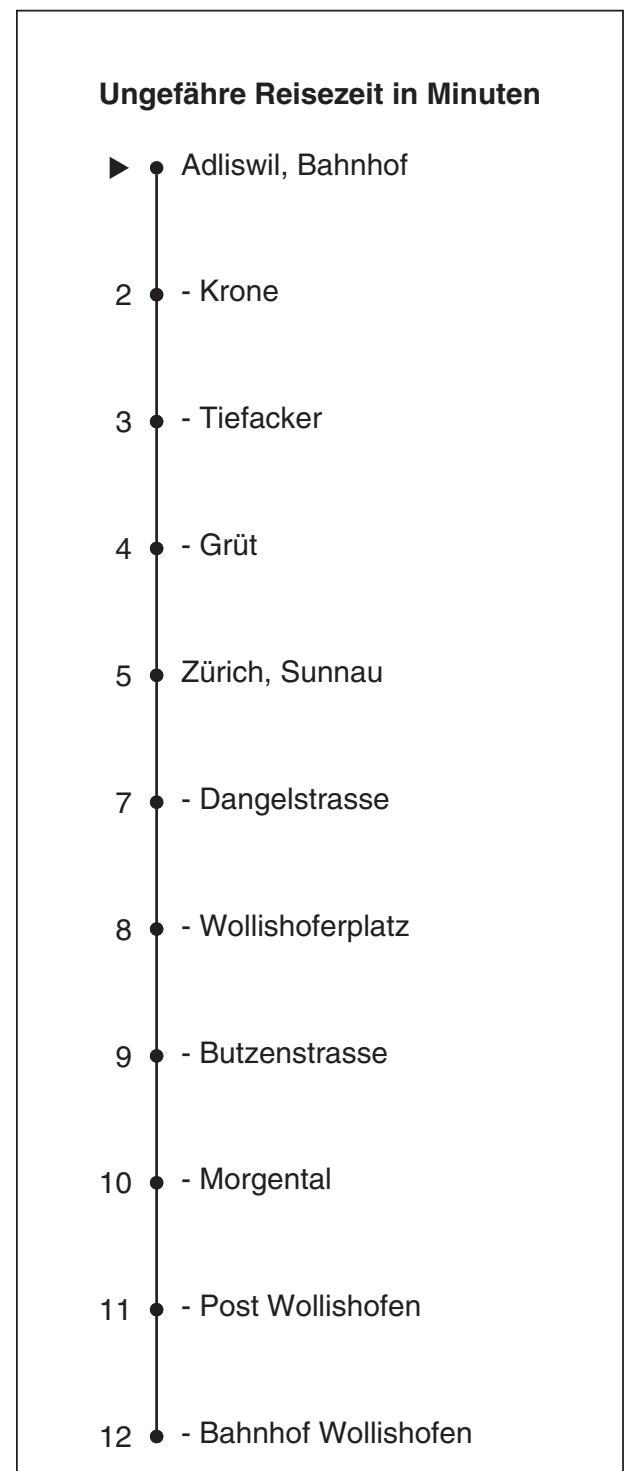 Ungefähre Reisezeit in Minuten
Adliswil, Bahnhof
2 - Krone
3 - Tiefacker
4 - Grüt
5 Zürich, Sunnau
7 - Dangelstrasse
8 - Wollishoferplatz
9 - Butzenstrasse
10 - Morgental
11 - Post Wollishofen
12 - Bahnhof Wollishofen